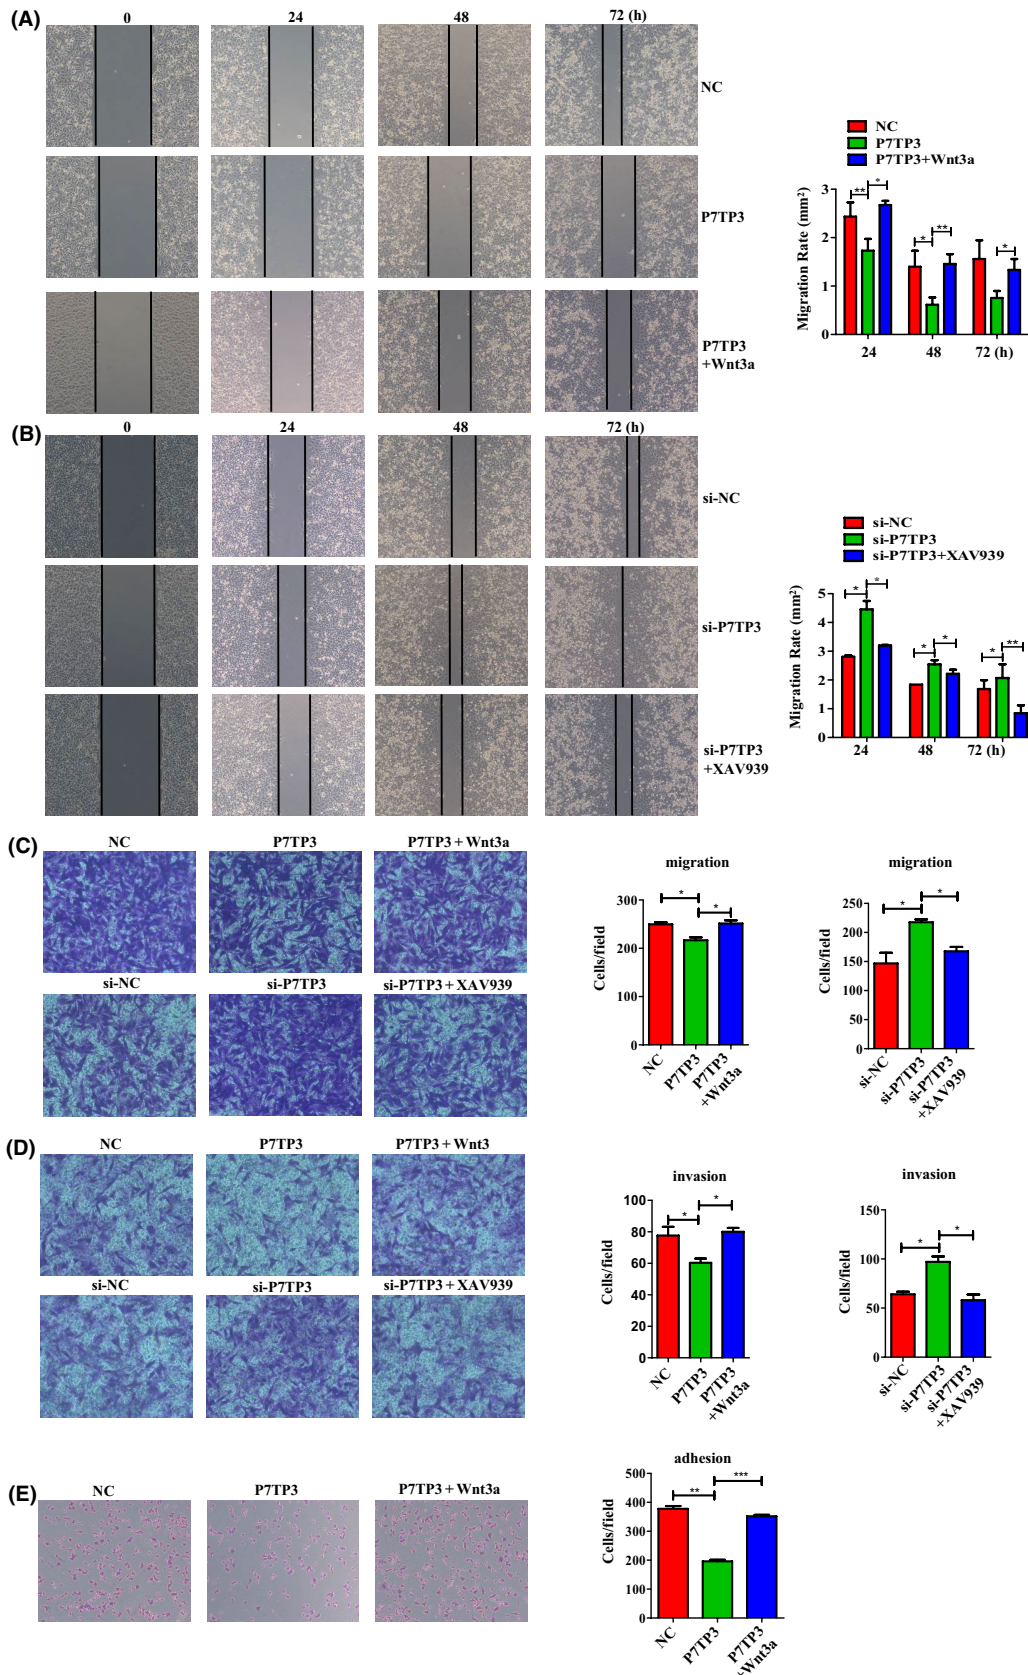 (A)
0 24 48 72 (h)
NC
P7TP3
P7TP3
+Wnt3a
NC
P7TP3
P7TP3+Wnt3a
Migration Rate (mm²)
3
2
1
0
** *
* **
*
24 48 72 (h)
(B)
0 24 48 72 (h)
si-NC
si-P7TP3
si-P7TP3
+XAV939
si-NC
si-P7TP3
si-P7TP3+XAV939
Migration Rate (mm²)
5
4
3
2
1
0
* *
* *
* **
24 48 72 (h)
(C)
NC P7TP3 P7TP3 + Wnt3a
si-NC si-P7TP3 si-P7TP3 + XAV939
migration
Cells/field
300
200
100
0
* *
NC
P7TP3
P7TP3
+Wnt3a
migration
Cells/field
250
200
150
100
50
0
* *
si-NC
si-P7TP3
si-P7TP3
+XAV939
(D)
NC P7TP3 P7TP3 + Wnt3
si-NC si-P7TP3 si-P7TP3 + XAV939
invasion
Cells/field
100
80
60
40
20
0
* *
NC
P7TP3
P7TP3
+Wnt3a
invasion
Cells/field
150
100
50
0
* *
si-NC
si-P7TP3
si-P7TP3
+XAV939
(E)
NC P7TP3 P7TP3 + Wnt3a
adhesion
Cells/field
500
400
300
200
100
0
** ***
NC
P7TP3
P7TP3
+Wnt3a